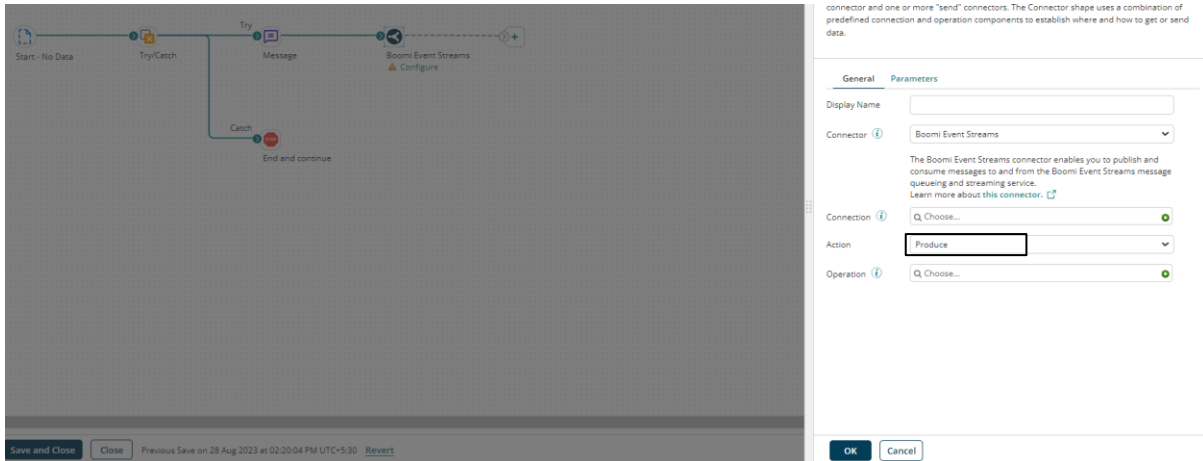 connector and one or more "send" connectors. The Connector shape uses a combination of
predefined connection and operation components to establish where and how to get or send
data.
Try
Start - No Data
Try/Catch
Message
Boomi Event Streams
Configure
Catch
STOP
End and continue
General Parameters
Display Name
Connector Boomi Event Streams
The Boomi Event Streams connector enables you to publish and
consume messages to and from the Boomi Event Streams message
queueing and streaming service.
Learn more about this connector.
Connection Choose...
Action Produce
Operation Choose...
Save and Close Close Previous Save on 28 Aug 2023 at 02:20:04 PM UTC+5:30 Revert
OK Cancel